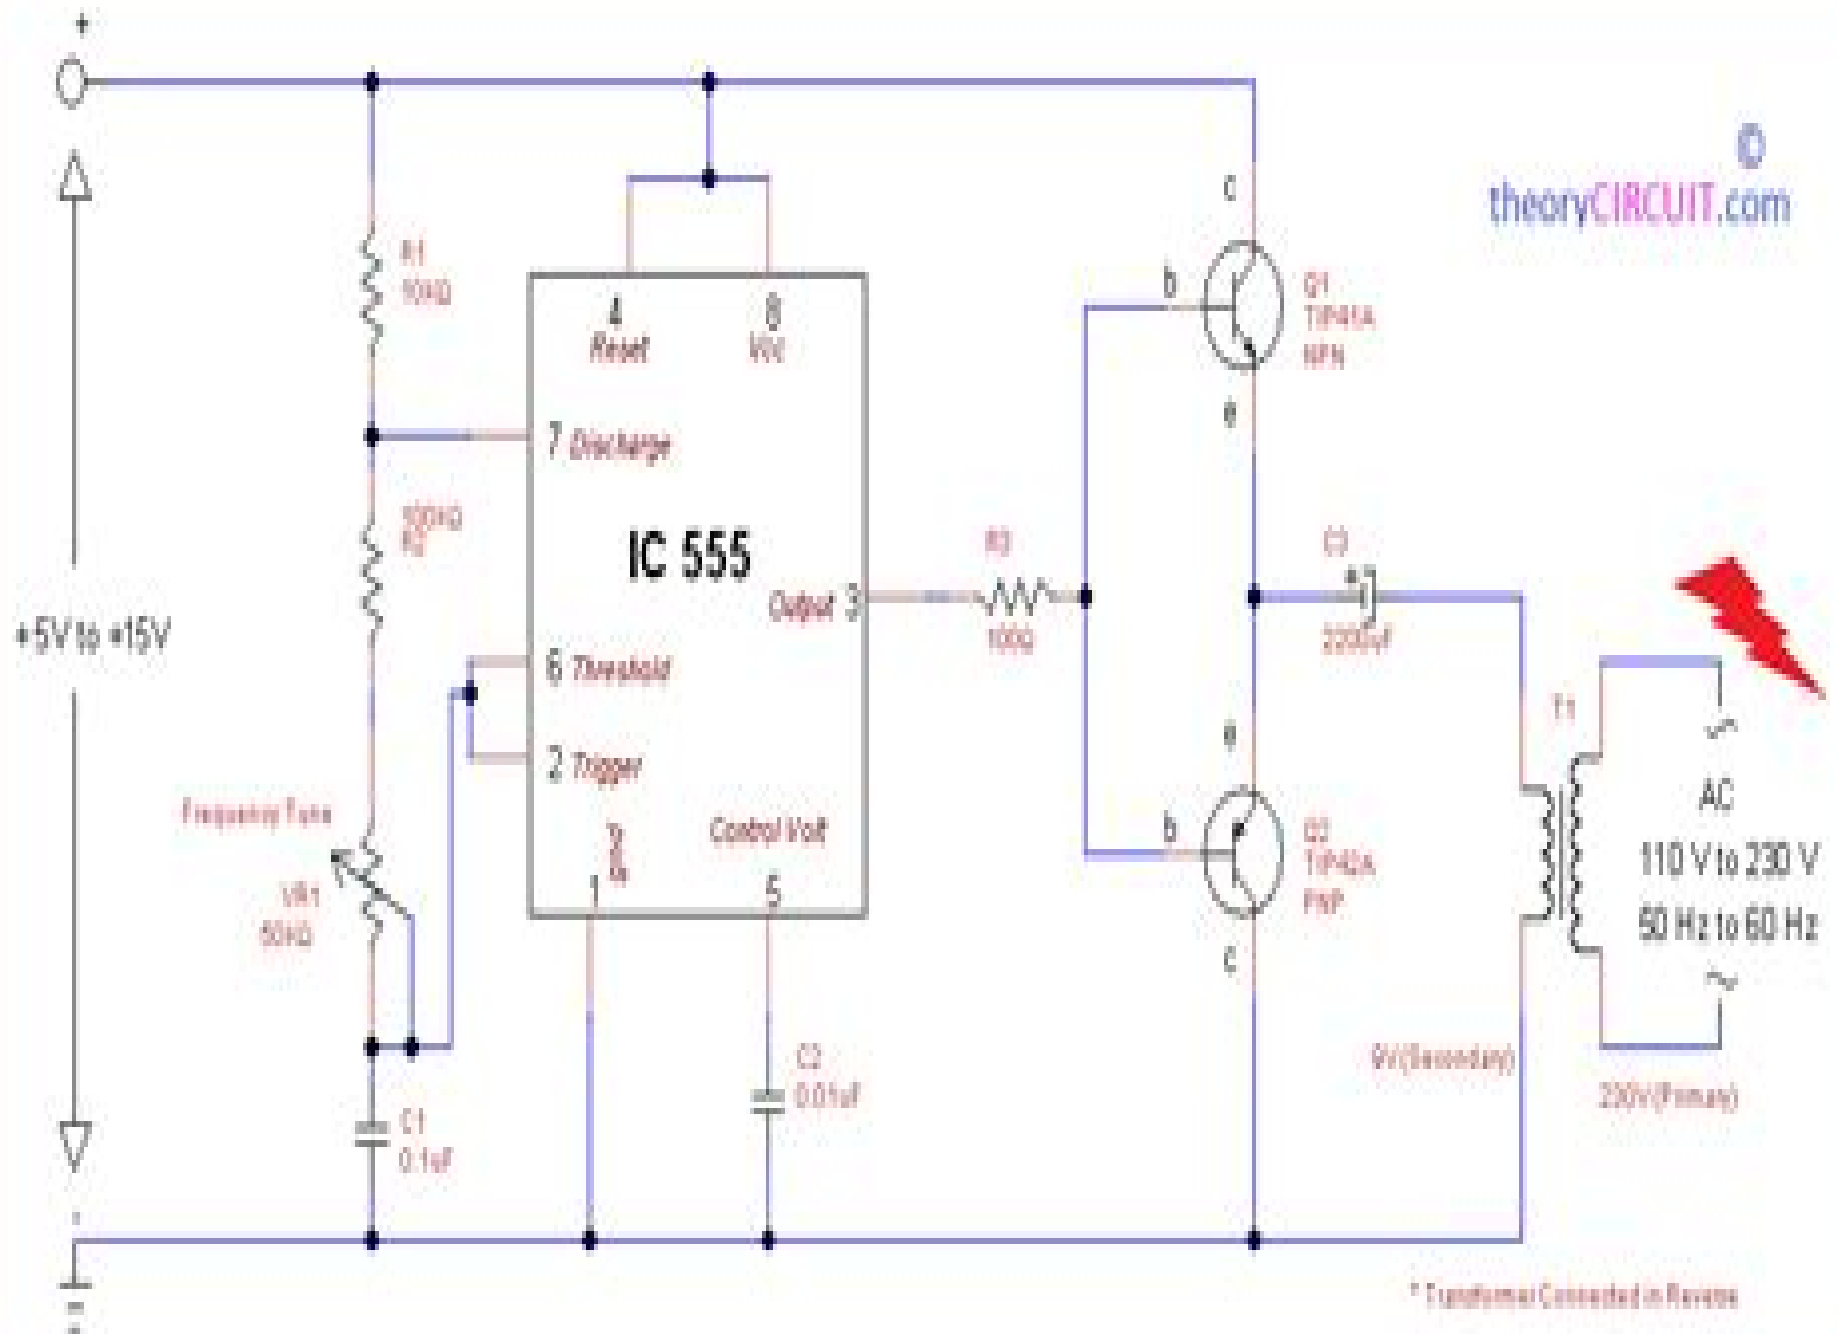 +
©
theoryCIRCUIT.com
R1
10kΩ
100kΩ
R2
+5V to +15V
Frequency Tune
VR1
50kΩ
C1
0.1uF
-
4
Reset
8
Vcc
7 Discharge
IC 555
Output 3
6 Threshold
2 Trigger
Control Volt
1
5
C2
0.01uF
R3
100Ω
c
b
Q1
TIP41A
NPN
e
C3
+
2200uF
e
b
Q2
TIP42A
PNP
c
T1
~
AC
110 V to 230 V
50 Hz to 60 Hz
~
9V(Secondary)
230V(Primary)
* Transformer Connected in Reverse